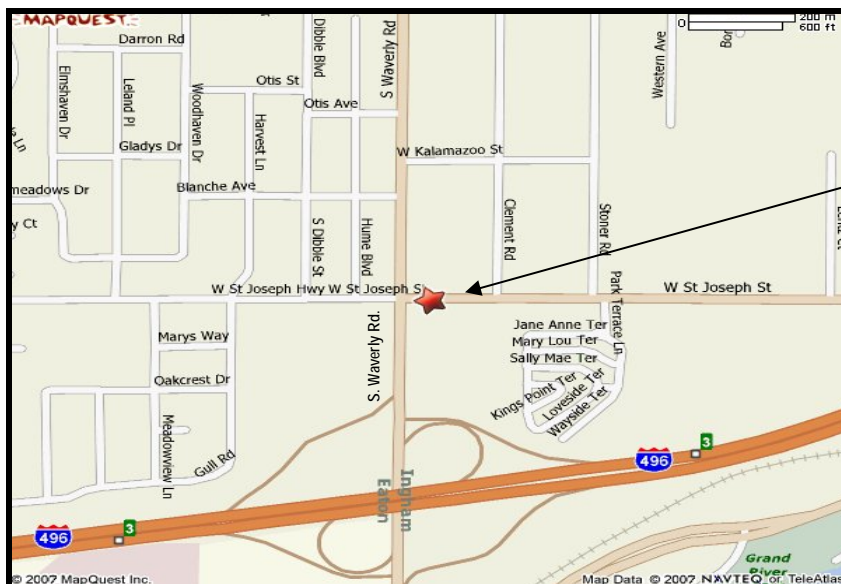 MAPQUEST
200 m
0
600 ft
Darron Rd
Elmshaven Dr
Leland Pl
Woodhaven Dr
Otis St
Dibble Blvd
S Waverly Rd
Otis Ave
Western Ave
Harvest Ln
Gladys Dr
W Kalamazoo St
meadows Dr
Blanche Ave
y Ct
S Dibble St
Hume Blvd
Clement Rd
Stoner Rd
W St Joseph Hwy W St Joseph S
W St Joseph St
Park Terrace Ln
Marys Way
S. Waverly Rd.
Jane Anne Ter
Mary Lou Ter
Sally Mae Ter
Oakcrest Dr
Kings Point Ter
Loveside Ter
Wayside Ter
Meadowview Ln
Gull Rd
3
496
Ingham
Eaton
3
496
Grand
River
© 2007 MapQuest Inc.
Map Data © 2007 NAVTEQ or TeleAtlas